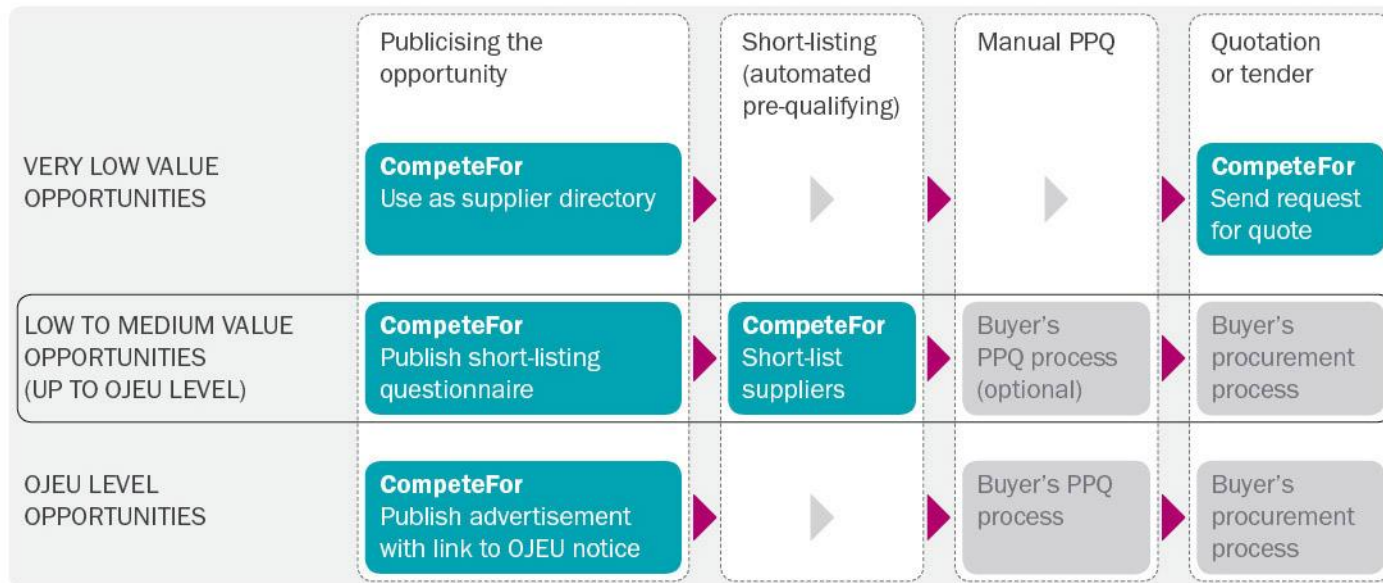 Publicising the
opportunity
Short-listing
(automated
pre-qualifying)
Manual PPQ
Quotation
or tender
VERY LOW VALUE
OPPORTUNITIES
CompeteFor
Use as supplier directory
CompeteFor
Send request
for quote
LOW TO MEDIUM VALUE
OPPORTUNITIES
(UP TO OJEU LEVEL)
CompeteFor
Publish short-listing
questionnaire
CompeteFor
Short-list
suppliers
Buyer's
PPQ process
(optional)
Buyer's
procurement
process
OJEU LEVEL
OPPORTUNITIES
CompeteFor
Publish advertisement
with link to OJEU notice
Buyer's PPQ
process
Buyer's
procurement
process